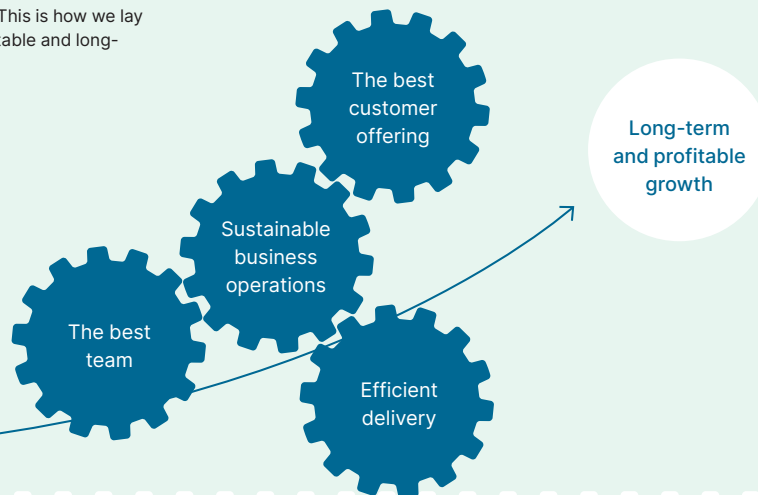 This is how we lay
table and long-
The best
customer
offering
Long-term
and profitable
growth
Sustainable
business
operations
The best
team
Efficient
delivery